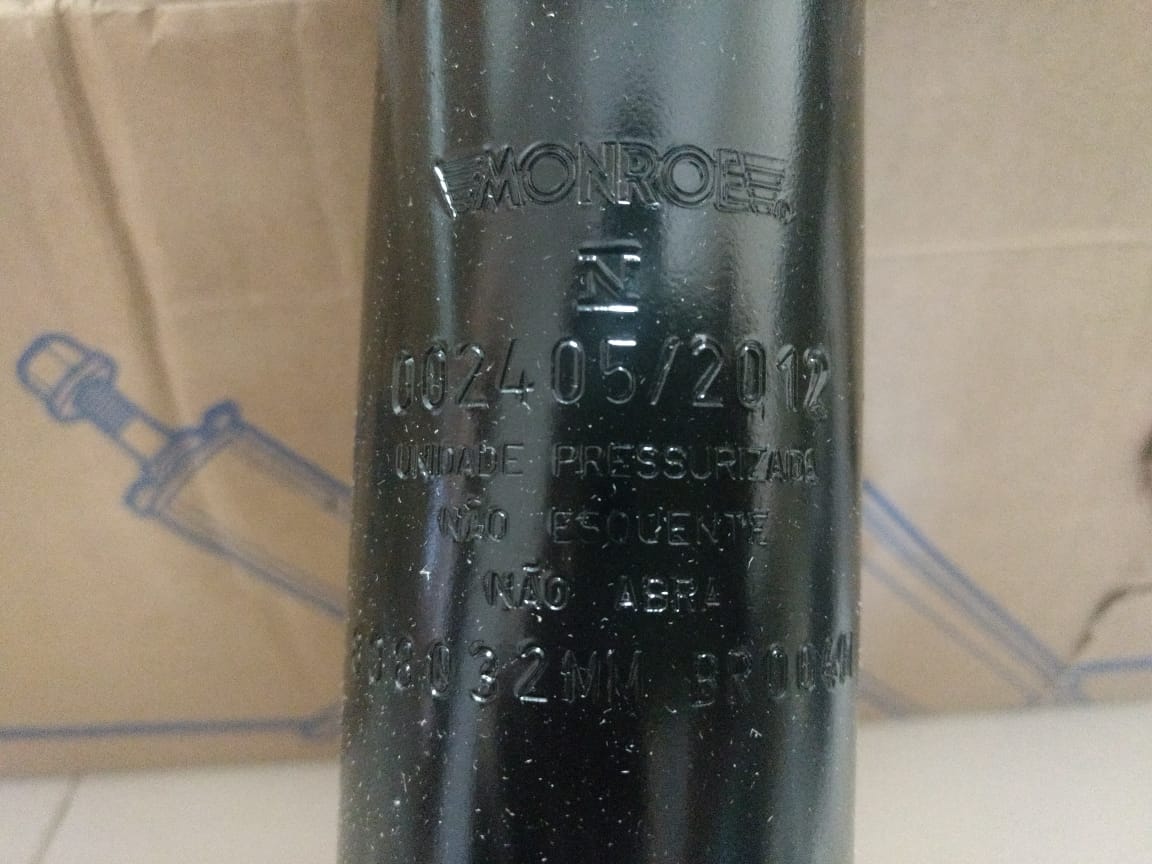 MONROE
N
002405/2012
UNIDADE PRESSURIZADA
NÃO ESQUENTE
NÃO ABRA